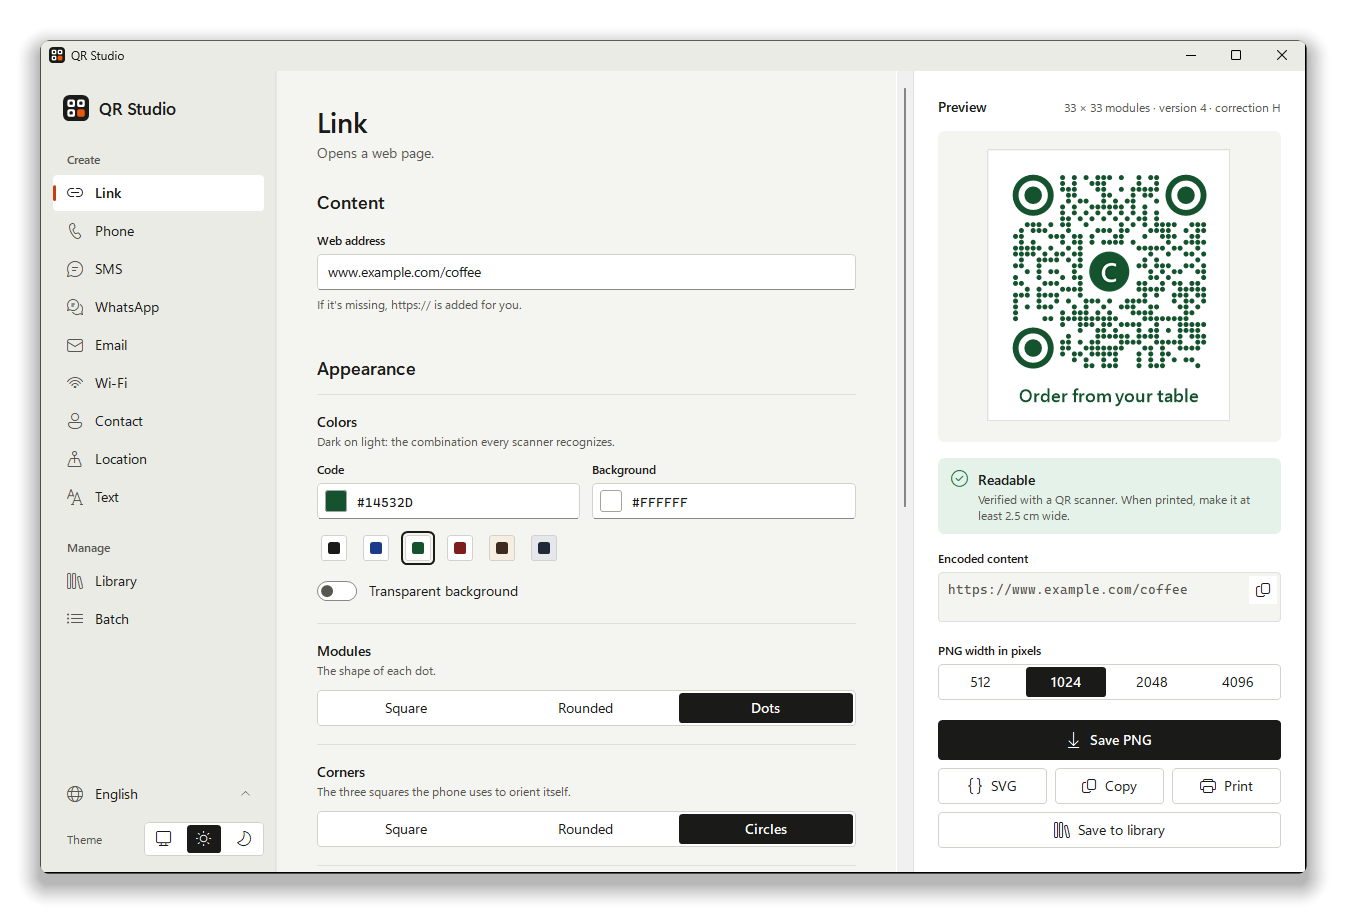 QR Studio
QR Studio
Create
Link
Phone
SMS
WhatsApp
Email
Wi-Fi
Contact
Location
Text
Manage
Library
Batch
English
Theme
Link
Opens a web page.
Content
Web address
www.example.com/coffee
If it's missing, https:// is added for you.
Appearance
Colors
Dark on light: the combination every scanner recognizes.
Code
Background
#14532D
#FFFFFF
Transparent background
Modules
The shape of each dot.
Square
Rounded
Dots
Corners
The three squares the phone uses to orient itself.
Square
Rounded
Circles
Preview
33 × 33 modules · version 4 · correction H
C
Order from your table
Readable
Verified with a QR scanner. When printed, make it at
least 2.5 cm wide.
Encoded content
https://www.example.com/coffee
PNG width in pixels
512
1024
2048
4096
Save PNG
SVG
Copy
Print
Save to library